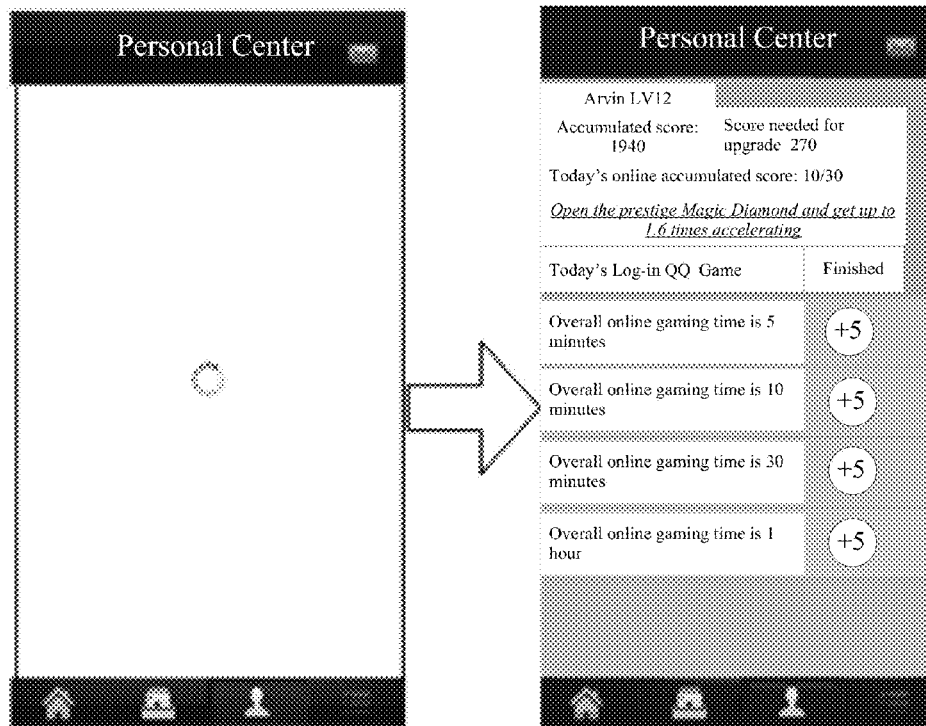 Personal Center
Personal Center
Arvin LV12
Accumulated score:
1940
Score needed for
upgrade 270
Today's online accumulated score: 10/30
Open the prestige Magic Diamond and get up to
1.6 times accelerating
Today's Log-in QQ Game
Finished
Overall online gaming time is 5
minutes
+5
Overall online gaming time is 10
minutes
+5
Overall online gaming time is 30
minutes
+5
Overall online gaming time is 1
hour
+5